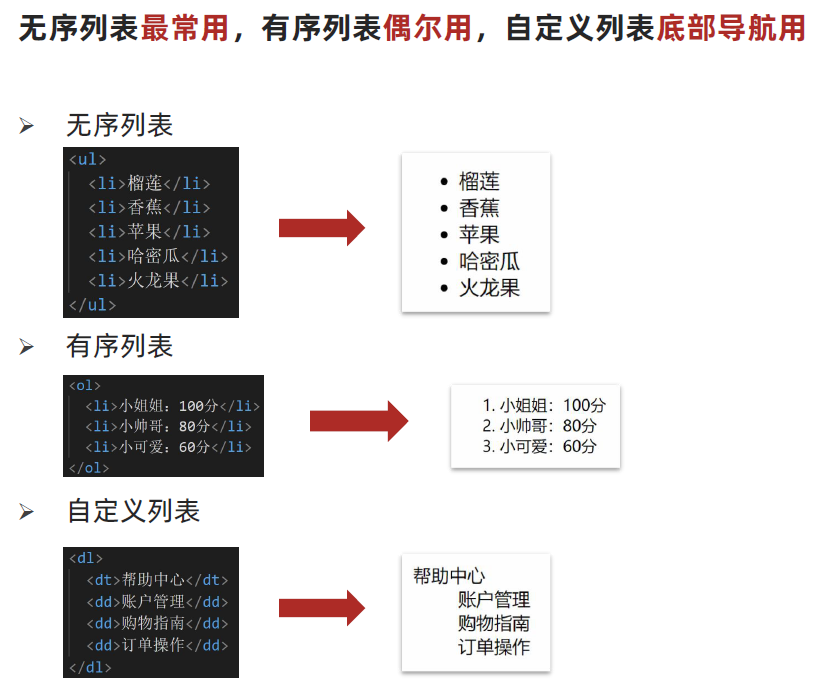 无序列表最常用，有序列表偶尔用，自定义列表底部导航用
无序列表
<ul>
<li>榴莲</li>
<li>香蕉</li>
<li>苹果</li>
<li>哈密瓜</li>
<li>火龙果</li>
</ul>
榴莲
香蕉
苹果
哈密瓜
火龙果
有序列表
<ol>
<li>小姐姐：100分</li>
<li>小帅哥：80分</li>
<li>小可爱：60分</li>
</ol>
1. 小姐姐：100分
2. 小帅哥：80分
3. 小可爱：60分
自定义列表
<dl>
<dt>帮助中心</dt>
<dd>账户管理</dd>
<dd>购物指南</dd>
<dd>订单操作</dd>
</dl>
帮助中心
账户管理
购物指南
订单操作